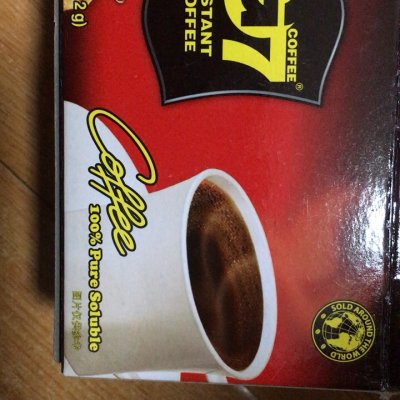 G7
COFFEE®
INSTANT
COFFEE
2g)
Coffee
100% Pure Soluble
SOLD AROUND
THE WORLD